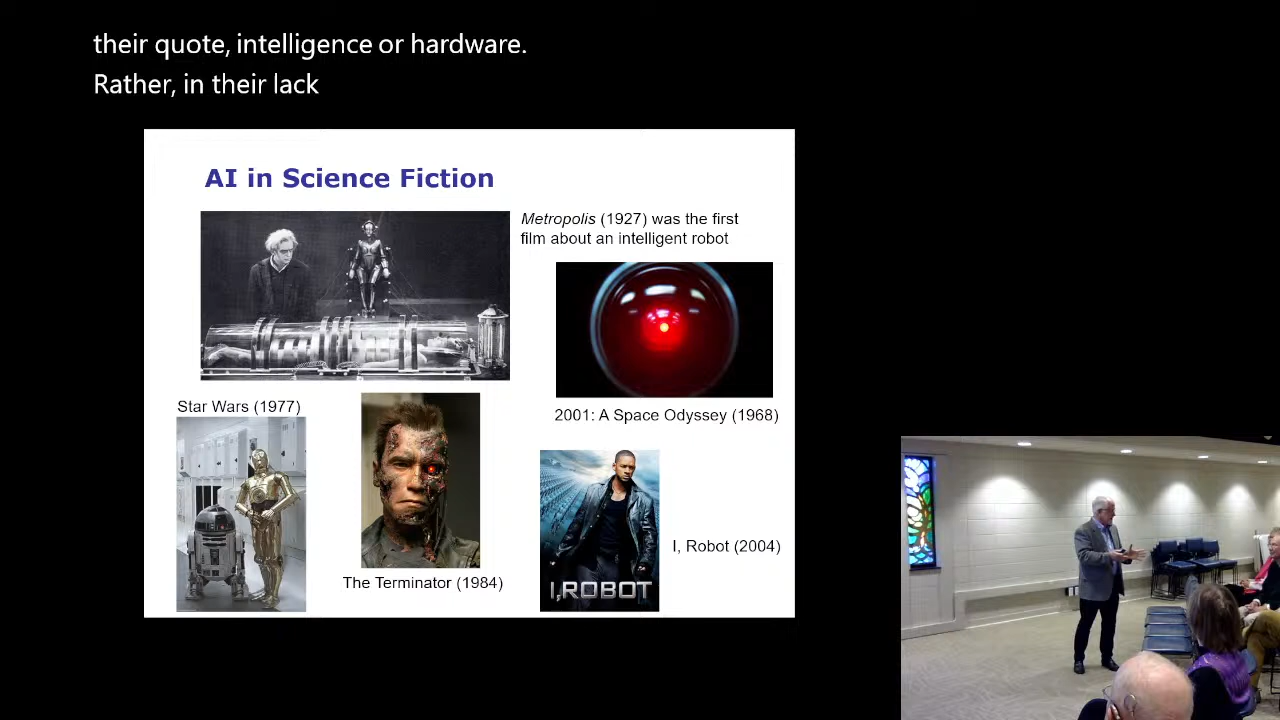 their quote, intelligence or hardware.
Rather, in their lack
AI in Science Fiction
Metropolis (1927) was the first
film about an intelligent robot
2001: A Space Odyssey (1968)
Star Wars (1977)
The Terminator (1984)
I,ROBOT
I, Robot (2004)